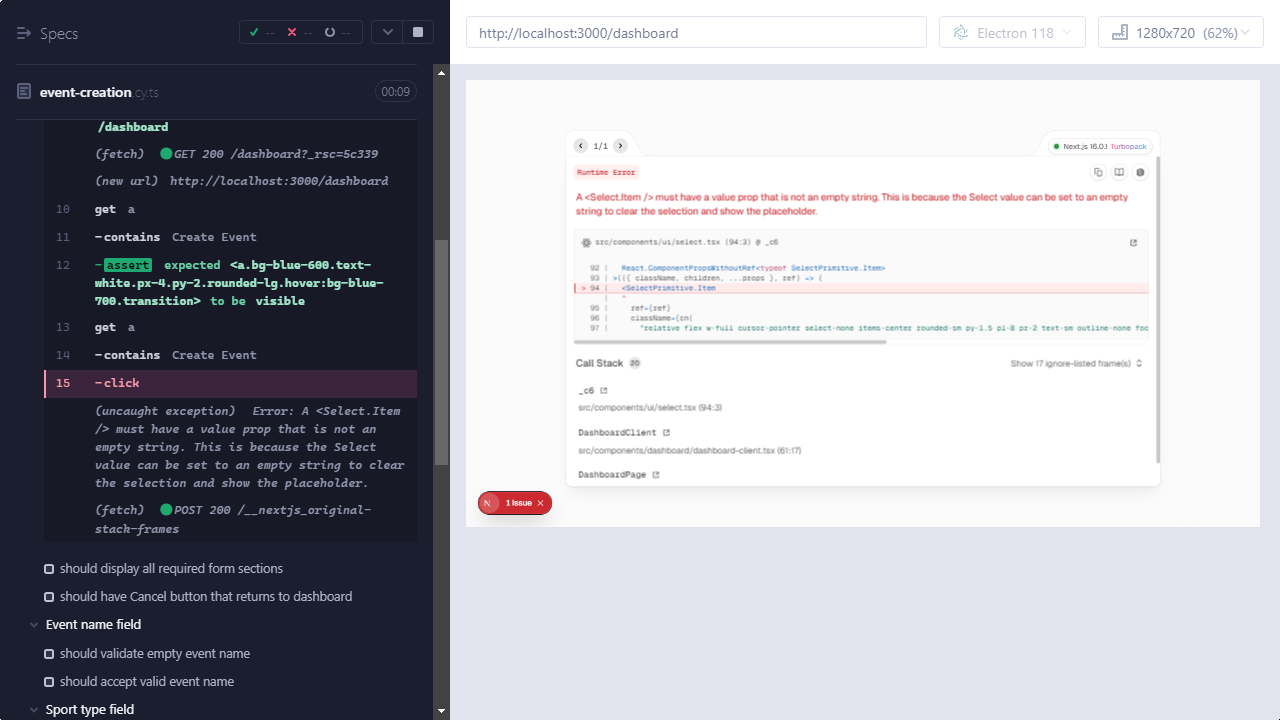 Specs
--
--
--
event-creation.cy.ts
00:09
/dashboard
(fetch) GET 200 /dashboard?_rsc=5c339
(new url) http://localhost:3000/dashboard
10 get a
11 -contains Create Event
12 -assert expected <a.bg-blue-600.text-
white.px-4.py-2.rounded-lg.hover:bg-blue-
700.transition> to be visible
13 get a
14 -contains Create Event
15 -click
(uncaught exception) Error: A <Select.Item
/> must have a value prop that is not an
empty string. This is because the Select
value can be set to an empty string to clear
the selection and show the placeholder.
(fetch) POST 200 /__nextjs_original-
stack-frames
should display all required form sections
should have Cancel button that returns to dashboard
Event name field
should validate empty event name
should accept valid event name
Sport type field
http://localhost:3000/dashboard
Electron 118
1280x720 (62%)
1/1
Next.js 16.0.1 Turbopack
Runtime Error
A <Select.Item /> must have a value prop that is not an empty string. This is because the Select value can be set to an empty
string to clear the selection and show the placeholder.
src/components/ui/select.tsx (94:3) @ _c6
92 | React.ComponentPropsWithoutRef<typeof SelectPrimitive.Item>
93 | >(({ className, children, ...props }, ref) => (
> 94 | <SelectPrimitive.Item
| ^
95 | ref={ref}
96 | className={cn(
97 | "relative flex w-full cursor-pointer select-none items-center rounded-sm py-1.5 pl-8 pr-2 text-sm outline-none foc
Call Stack 20
Show 17 ignore-listed frame(s)
_c6
src/components/ui/select.tsx (94:3)
DashboardClient
src/components/dashboard/dashboard-client.tsx (61:17)
DashboardPage
N 1 Issue